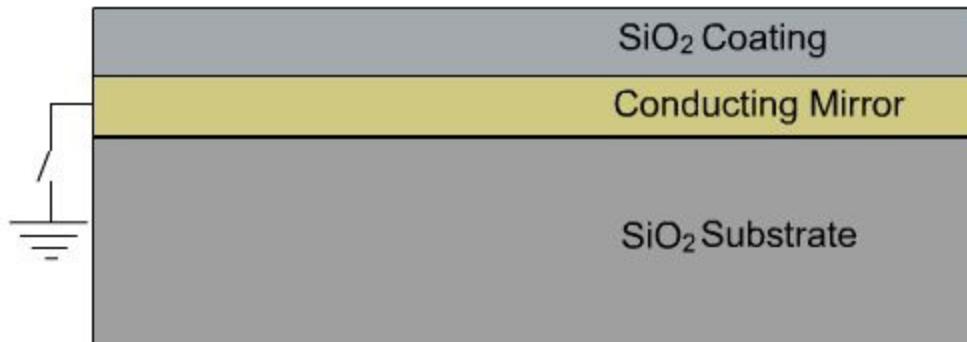 SiO₂ Coating
Conducting Mirror
SiO₂ Substrate